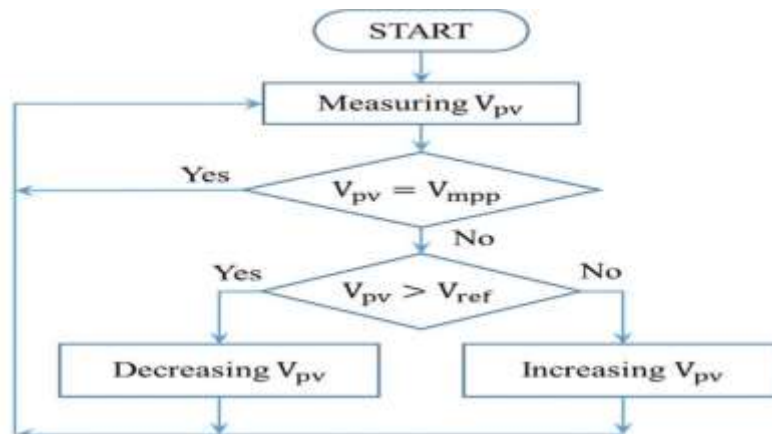 START
Measuring Vpv
Yes
Vpv = Vmpp
No
Yes
Vpv > Vref
No
Decreasing Vpv
Increasing Vpv